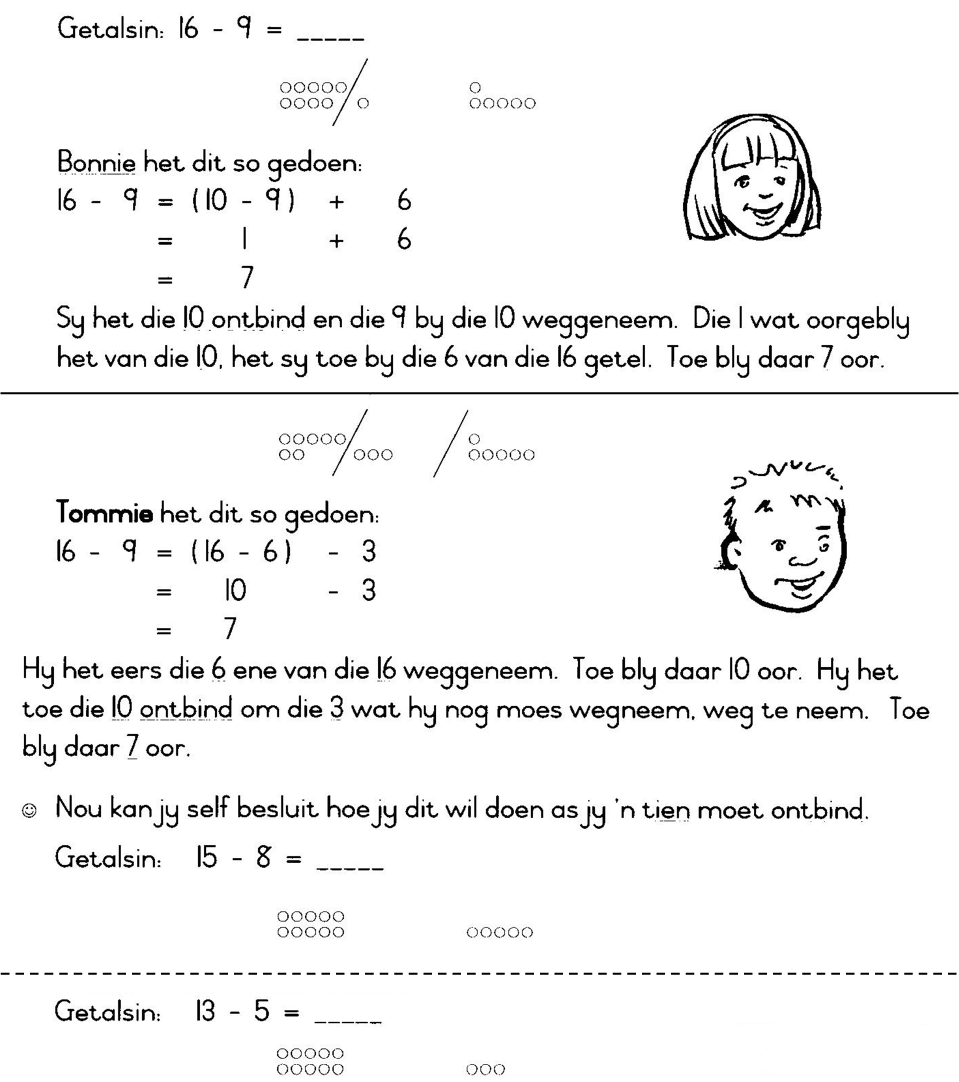 Getalsin: 16 - 9 = _____
Bonnie het dit so gedoen:
16 - 9 = (10 - 9) + 6
= 1 + 6
= 7
Sy het die 10 ontbind en die 9 by die 10 weggeneem. Die 1 wat oorgebly
het van die 10, het sy toe by die 6 van die 16 getel. Toe bly daar 7 oor.
Tommie het dit so gedoen:
16 - 9 = (16 - 6) - 3
= 10 - 3
= 7
Hy het eers die 6 ene van die 16 weggeneem. Toe bly daar 10 oor. Hy het
toe die 10 ontbind om die 3 wat hy nog moes wegneem, weg te neem. Toe
bly daar 7 oor.
☺ Nou kan jy self besluit hoe jy dit wil doen as jy 'n tien moet ontbind.
Getalsin: 15 - 8 = _____
Getalsin: 13 - 5 = _____